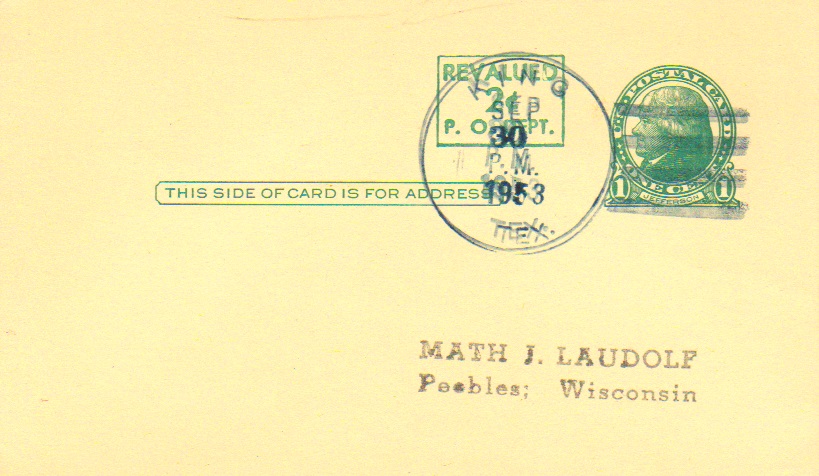 REVALUED
2¢
P. O. DEPT.
KING
SEP
30
P.M.
1953
TEX.
U.S. POSTAL CARD
1 ONE CENT 1
JEFFERSON
THIS SIDE OF CARD IS FOR ADDRESS
MATH J. LAUDOLF
Peebles; Wisconsin